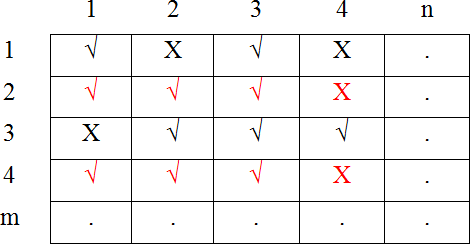 1 2 3 4 n
1 √ X √ X .
2 √ √ √ X .
3 X √ √ √ .
4 √ √ √ X .
m . . . . .